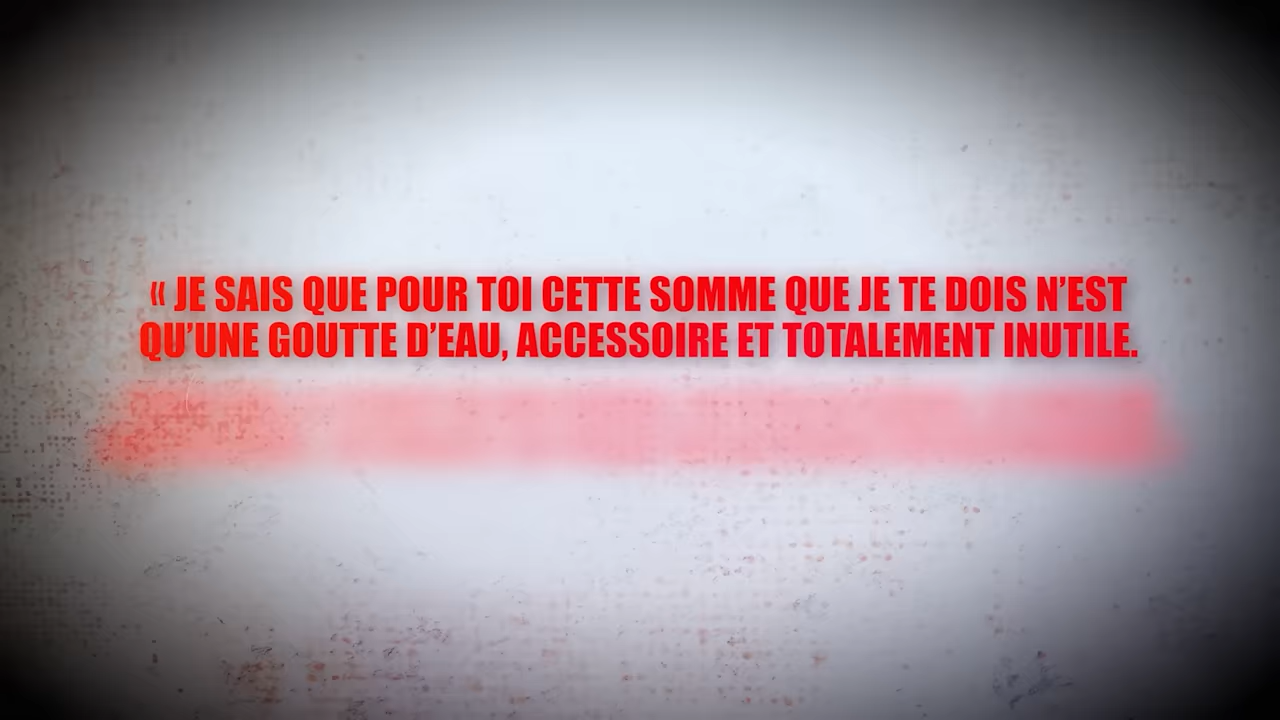 « JE SAIS QUE POUR TOI CETTE SOMME QUE JE TE DOIS N’EST
QU’UNE GOUTTE D’EAU, ACCESSOIRE ET TOTALEMENT INUTILE.